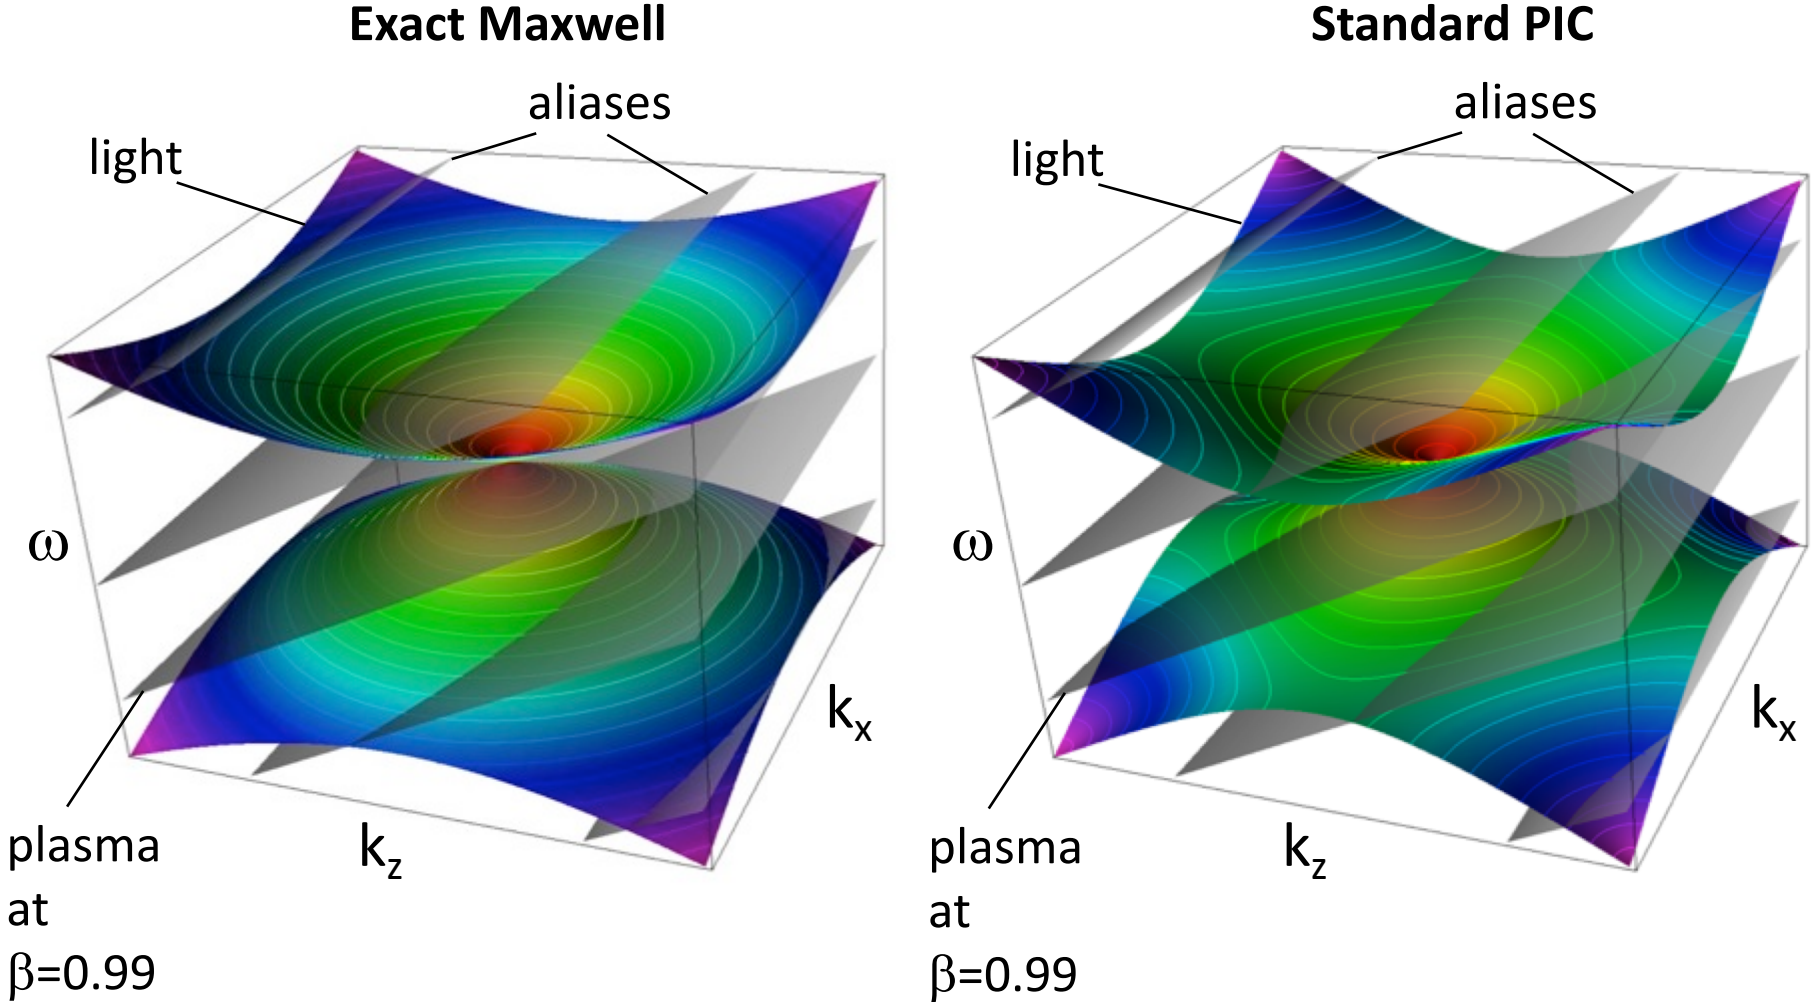 Exact Maxwell
aliases
light
ω
kx
kz
plasma
at
β=0.99
Standard PIC
aliases
light
ω
kx
kz
plasma
at
β=0.99